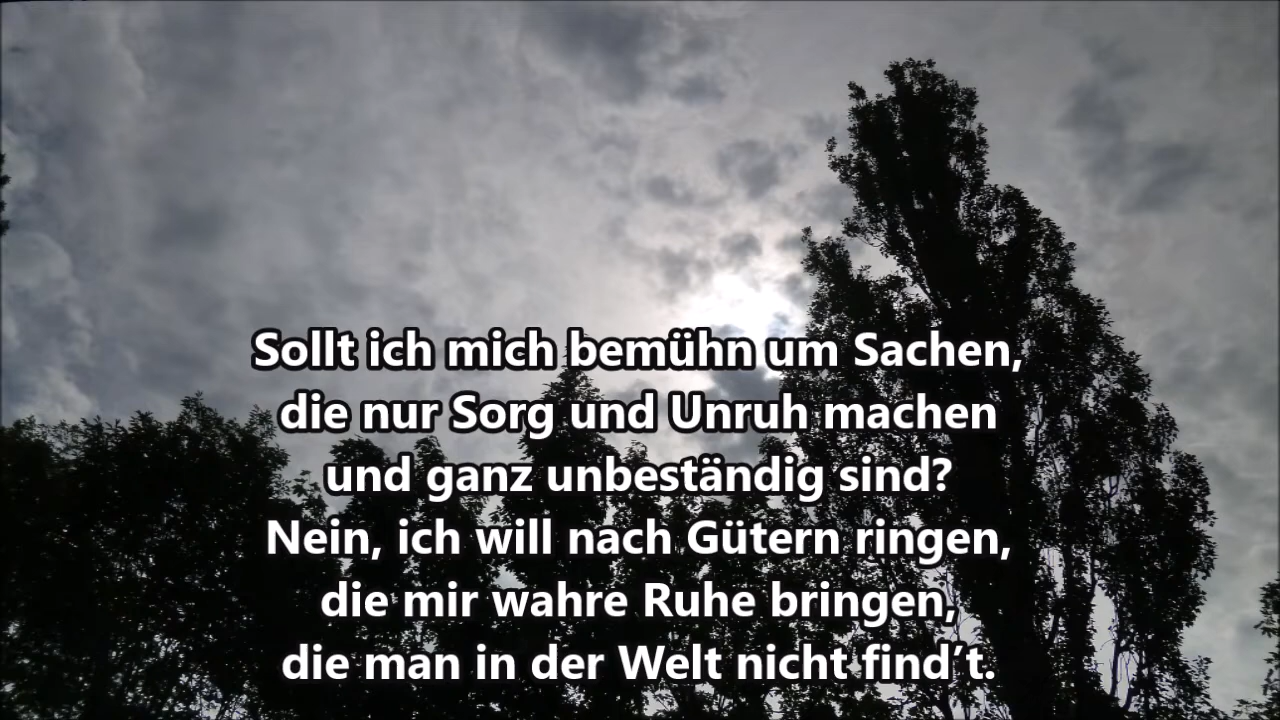 Sollt ich mich bemühn um Sachen,
die nur Sorg und Unruh machen
und ganz unbeständig sind?
Nein, ich will nach Gütern ringen,
die mir wahre Ruhe bringen,
die man in der Welt nicht find’t.